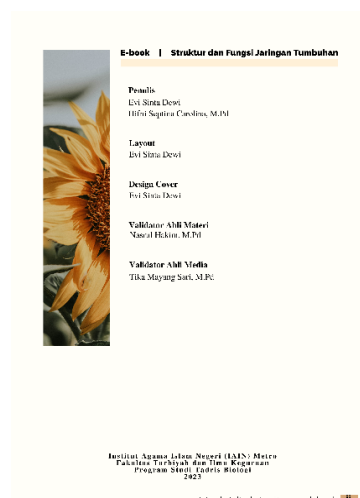 E-book | Struktur dan Fungsi Jaringan Tumbuhan
Penulis
Evi Sinta Dewi
Hifni Septina Carolina, M.Pd
Layout
Evi Sinta Dewi
Design Cover
Evi Sinta Dewi
Validator Ahli Materi
Nasrul Hakim, M.Pd
Validator Ahli Media
Tika Mayang Sari, M.Pd
Institut Agama Islam Negeri (IAIN) Metro
Fakultas Tarbiyah dan Ilmu Keguruan
Program Studi Tadris Biologi
2023